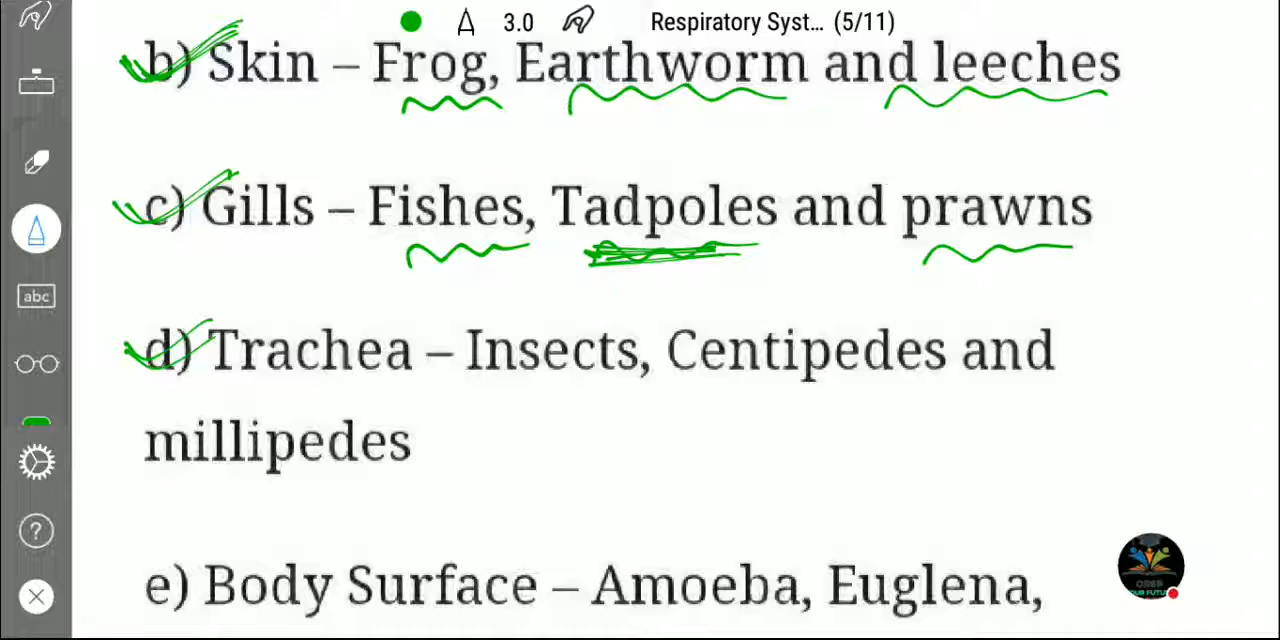 3.0 Respiratory Syst... (5/11)
b) Skin – Frog, Earthworm and leeches
c) Gills – Fishes, Tadpoles and prawns
abc
d) Trachea – Insects, Centipedes and
millipedes
?
e) Body Surface – Amoeba, Euglena,